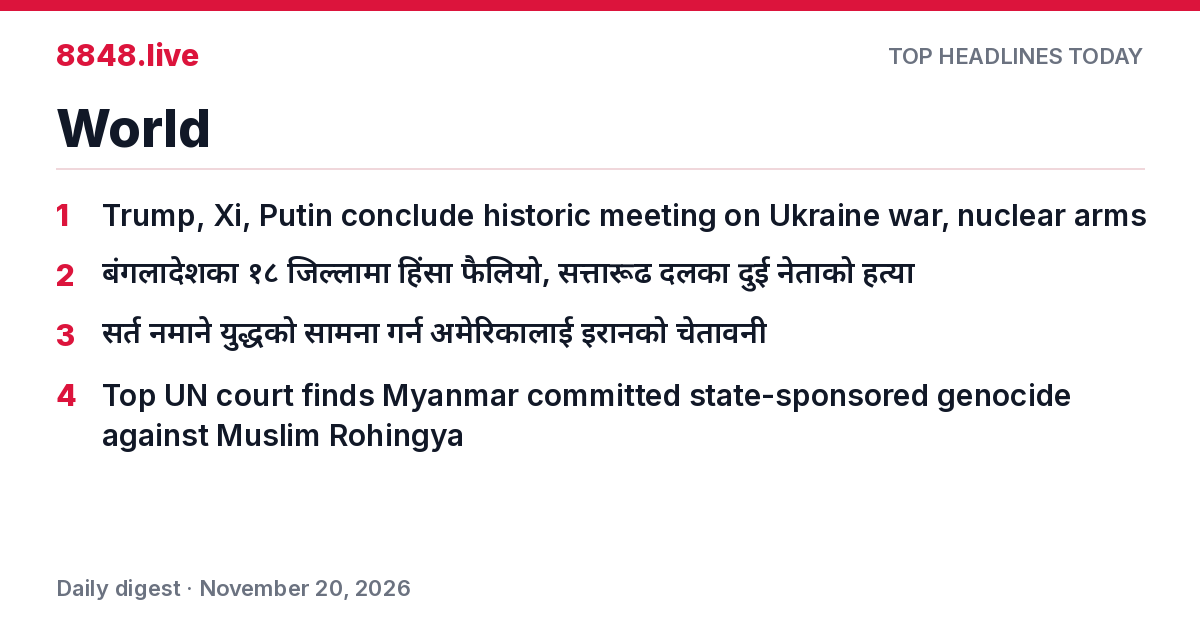 8848.live
TOP HEADLINES TODAY
World
1 Trump, Xi, Putin conclude historic meeting on Ukraine war, nuclear arms
2 बंगलादेशका १८ जिल्लामा हिंसा फैलियो, सत्तारूढ दलका दुई नेताको हत्या
3 सर्त नमाने युद्धको सामना गर्न अमेरिकालाई इरानको चेतावनी
4 Top UN court finds Myanmar committed state-sponsored genocide
against Muslim Rohingya
Daily digest · November 20, 2026